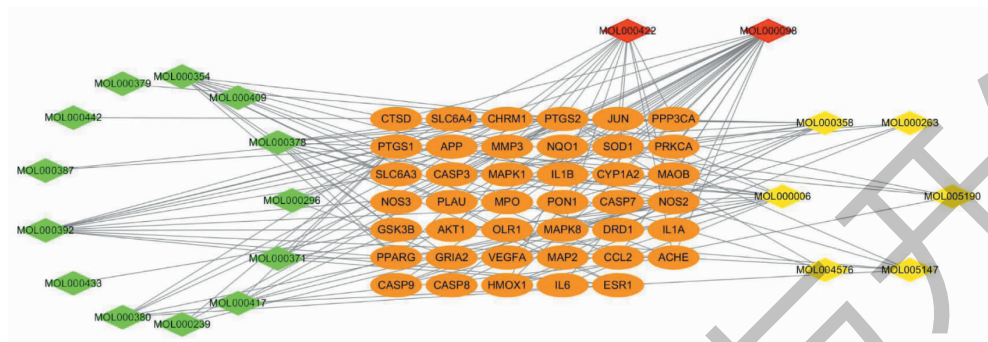 MOL000422 MOL000098
MOL000354
MOL000379
MOL000409
MOL000442
MOL000378
MOL000387
MOL000296
MOL000392
MOL000371
MOL000433
MOL000417
MOL000380
MOL000239
CTSD SLC6A4 CHRM1 PTGS2 JUN PPP3CA
PTGS1 APP MMP3 NQO1 SOD1 PRKCA
SLC6A3 CASP3 MAPK1 IL1B CYP1A2 MAOB
NOS3 PLAU MPO PON1 CASP7 NOS2
GSK3B AKT1 OLR1 MAPK8 DRD1 IL1A
PPARG GRIA2 VEGFA MAP2 CCL2 ACHE
CASP9 CASP8 HMOX1 IL6 ESR1
MOL000358 MOL000263
MOL000006 MOL005190
MOL004576 MOL005147